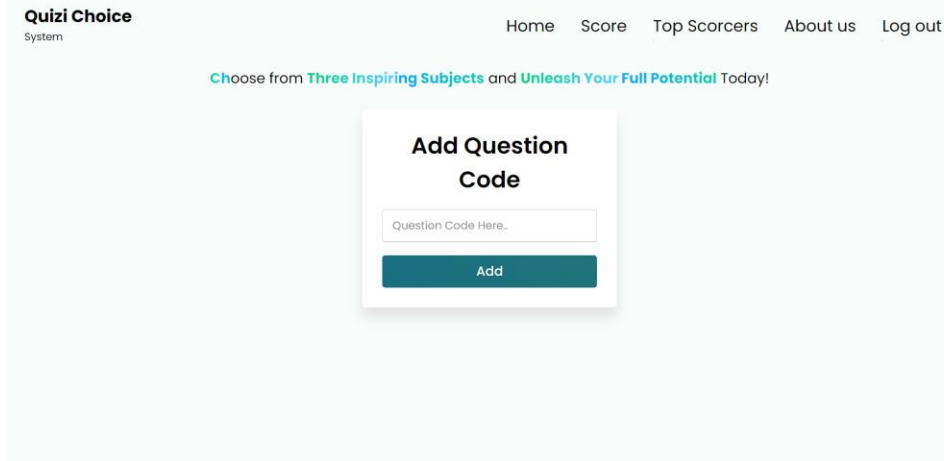 Quizi Choice
System
Home Score Top Scorcers About us Log out
Choose from Three Inspiring Subjects and Unleash Your Full Potential Today!
Add Question
Code
Question Code Here..
Add